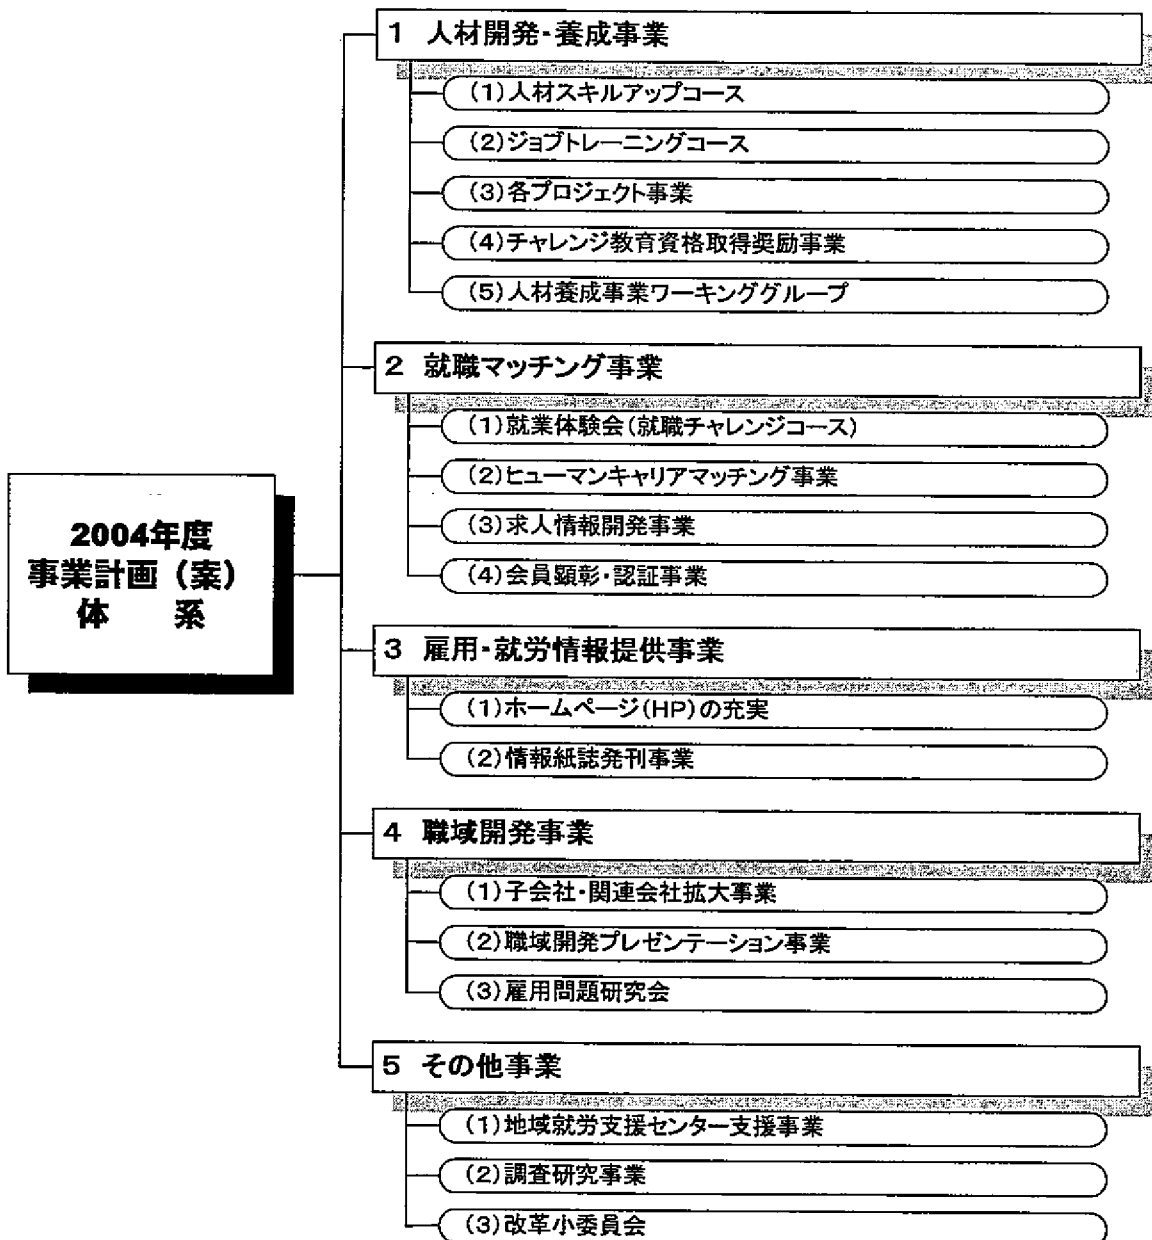 2004年度
事業計画（案）
体　系
1 人材開発・養成事業
(1)人材スキルアップコース
(2)ジョブトレーニングコース
(3)各プロジェクト事業
(4)チャレンジ教育資格取得奨励事業
(5)人材養成事業ワーキンググループ
2 就職マッチング事業
(1)就業体験会(就職チャレンジコース)
(2)ヒューマンキャリアマッチング事業
(3)求人情報開発事業
(4)会員顕彰・認証事業
3 雇用・就労情報提供事業
(1)ホームページ(HP)の充実
(2)情報紙誌発刊事業
4 職域開発事業
(1)子会社・関連会社拡大事業
(2)職域開発プレゼンテーション事業
(3)雇用問題研究会
5 その他事業
(1)地域就労支援センター支援事業
(2)調査研究事業
(3)改革小委員会